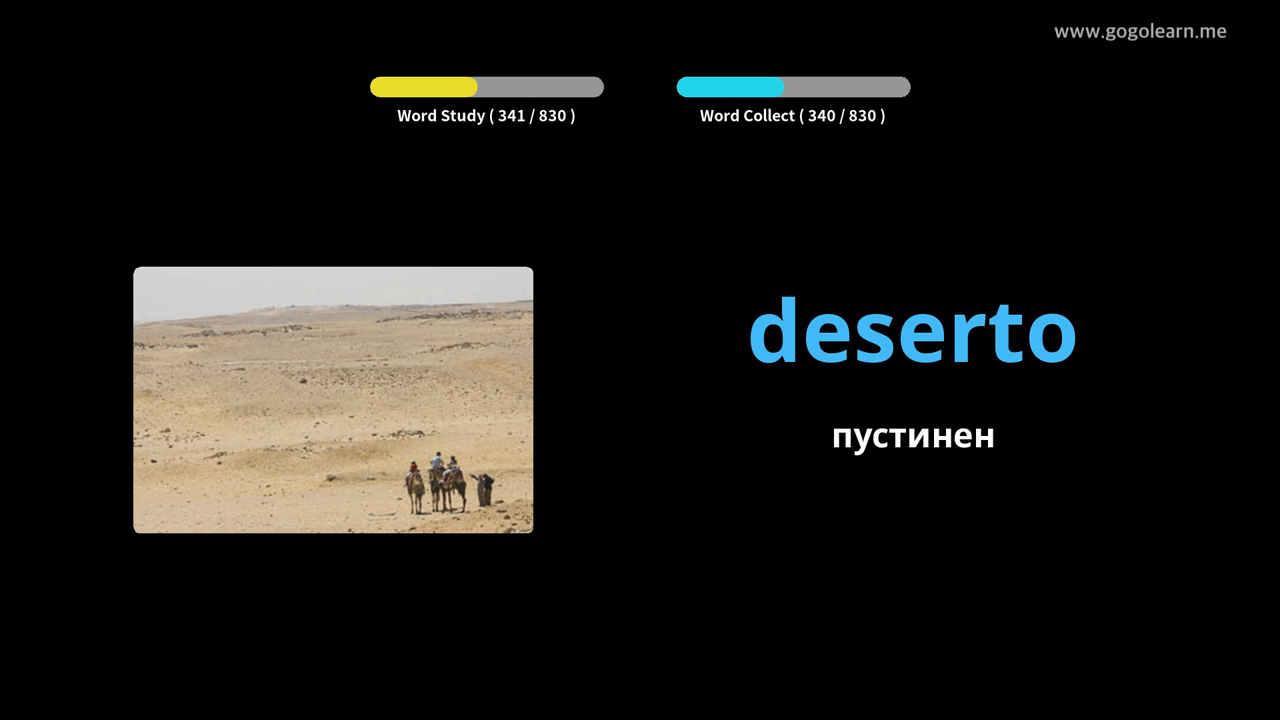 www.gogolearn.me
Word Study ( 341 / 830 )
Word Collect ( 340 / 830 )
deserto
пустинен